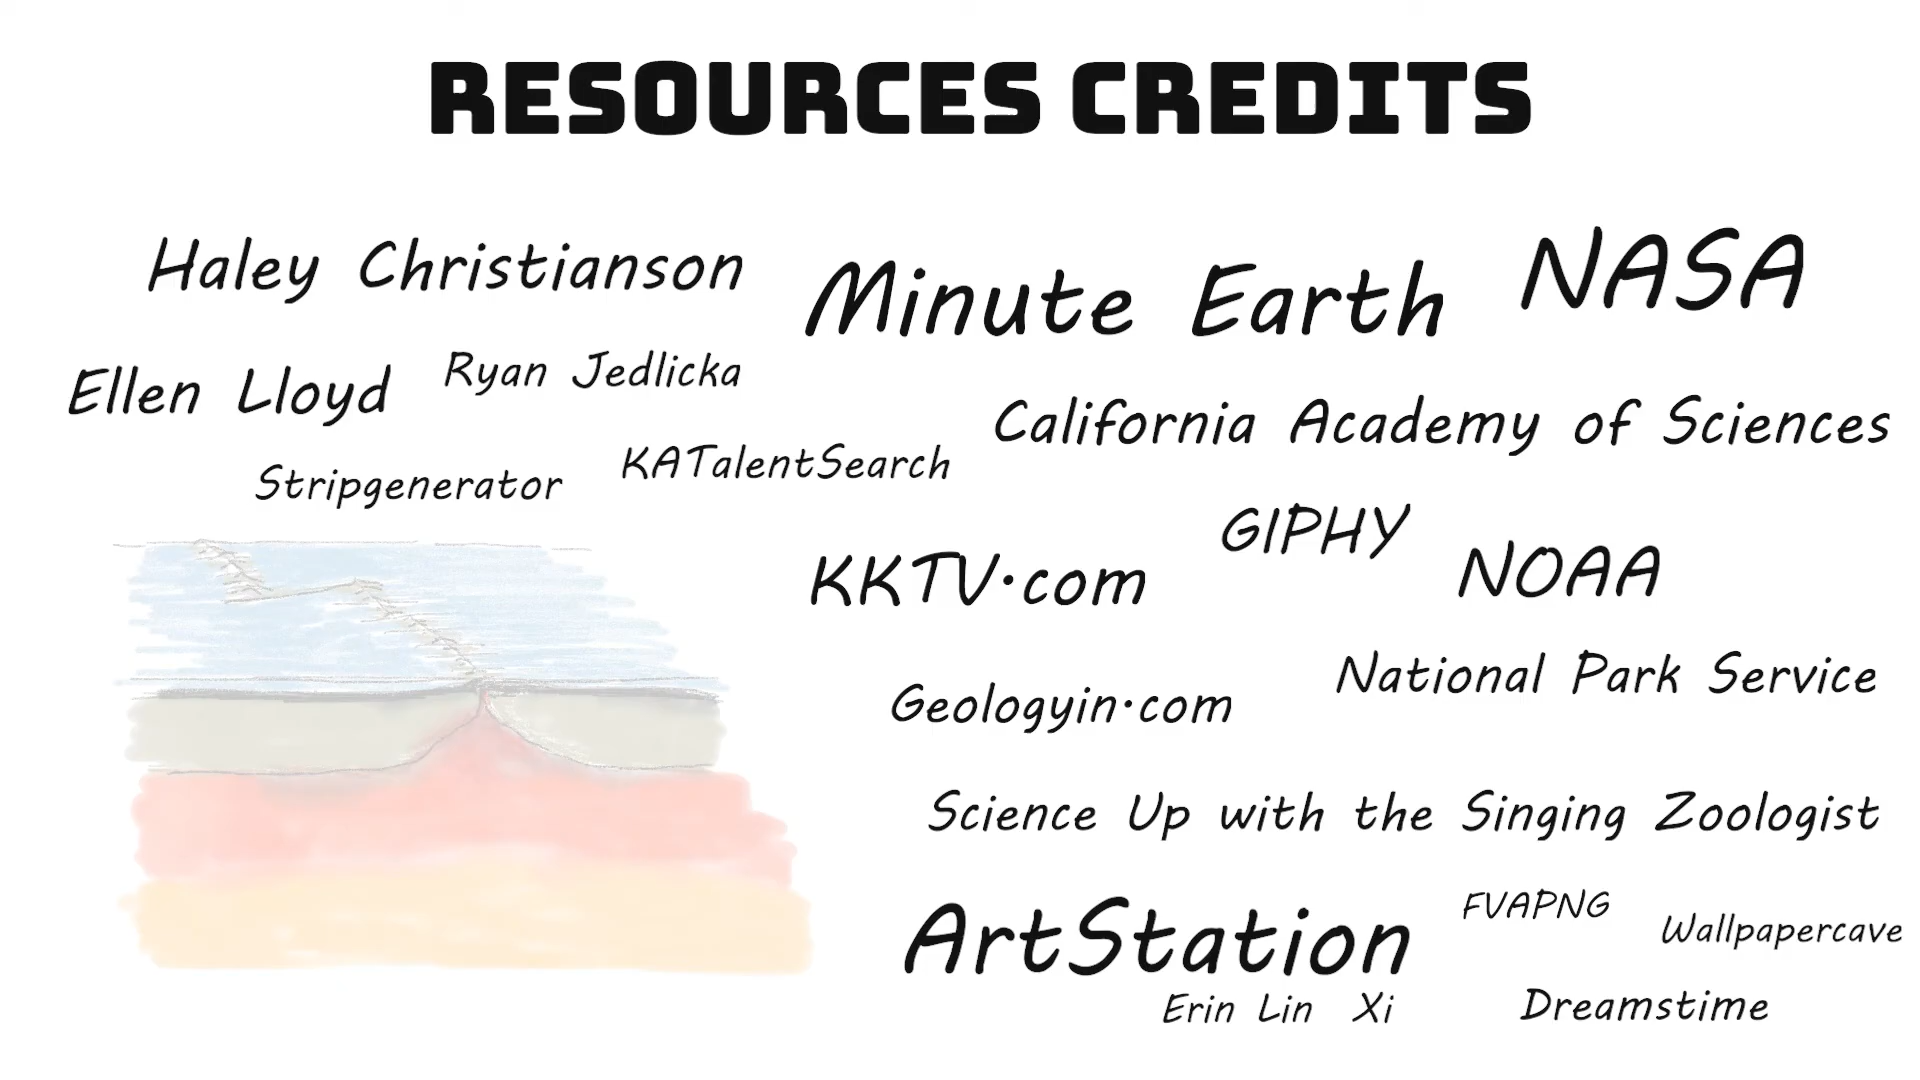 RESOURCES CREDITS
Haley Christianson
Minute Earth
NASA
Ellen Lloyd
Ryan Jedlicka
California Academy of Sciences
Stripgenerator
KATalentSearch
GIPHY
KKTV.com
NOAA
Geologyin.com
National Park Service
Science Up with the Singing Zoologist
ArtStation
FVAPNG
Wallpapercave
Erin Lin Xi
Dreamstime